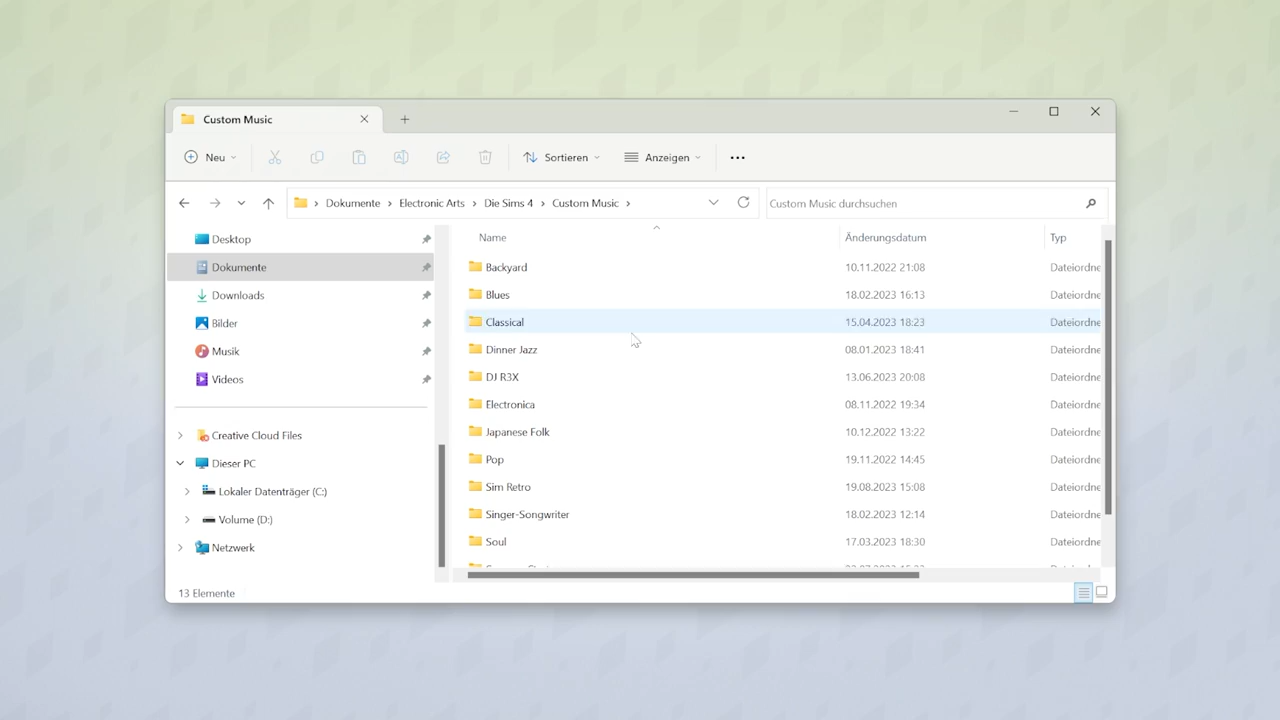 Custom Music
Neu
Sortieren
Anzeigen
Dokumente > Electronic Arts > Die Sims 4 > Custom Music >
Custom Music durchsuchen
Desktop
Dokumente
Downloads
Bilder
Musik
Videos
Creative Cloud Files
Dieser PC
Lokaler Datenträger (C:)
Volume (D:)
Netzwerk
Name Änderungsdatum Typ
Backyard 10.11.2022 21:08 Dateiordne
Blues 18.02.2023 16:13 Dateiordne
Classical 15.04.2023 18:23 Dateiordne
Dinner Jazz 08.01.2023 18:41 Dateiordne
DJ R3X 13.06.2023 20:08 Dateiordne
Electronica 08.11.2022 19:34 Dateiordne
Japanese Folk 10.12.2022 13:22 Dateiordne
Pop 19.11.2022 14:45 Dateiordne
Sim Retro 19.08.2023 15:08 Dateiordne
Singer-Songwriter 18.02.2023 12:14 Dateiordne
Soul 17.03.2023 18:30 Dateiordne
13 Elemente